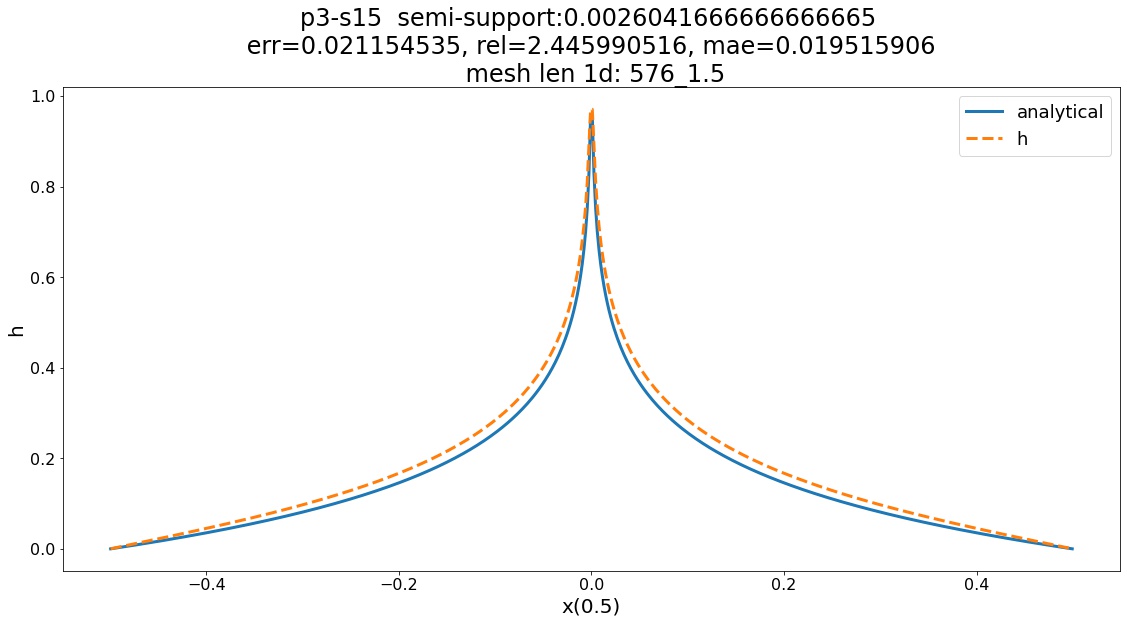 p3-s15  semi-support:0.0026041666666666665
err=0.021154535, rel=2.445990516, mae=0.019515906
mesh len 1d: 576_1.5
analytical
h
1.0
0.8
0.6
0.4
0.2
0.0
h
−0.4
−0.2
0.0
0.2
0.4
x(0.5)